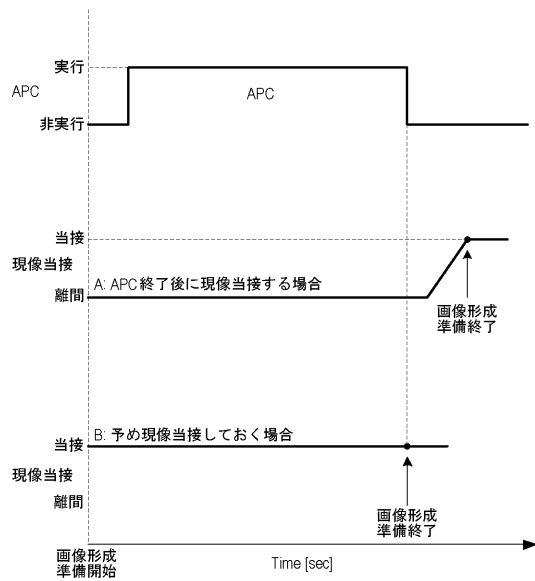 実行
APC
APC
非実行
当接
現像当接
A: APC終了後に現像当接する場合
離間
画像形成
準備終了
B: 予め現像当接しておく場合
当接
現像当接
離間
画像形成
準備終了
画像形成
準備開始
Time [sec]